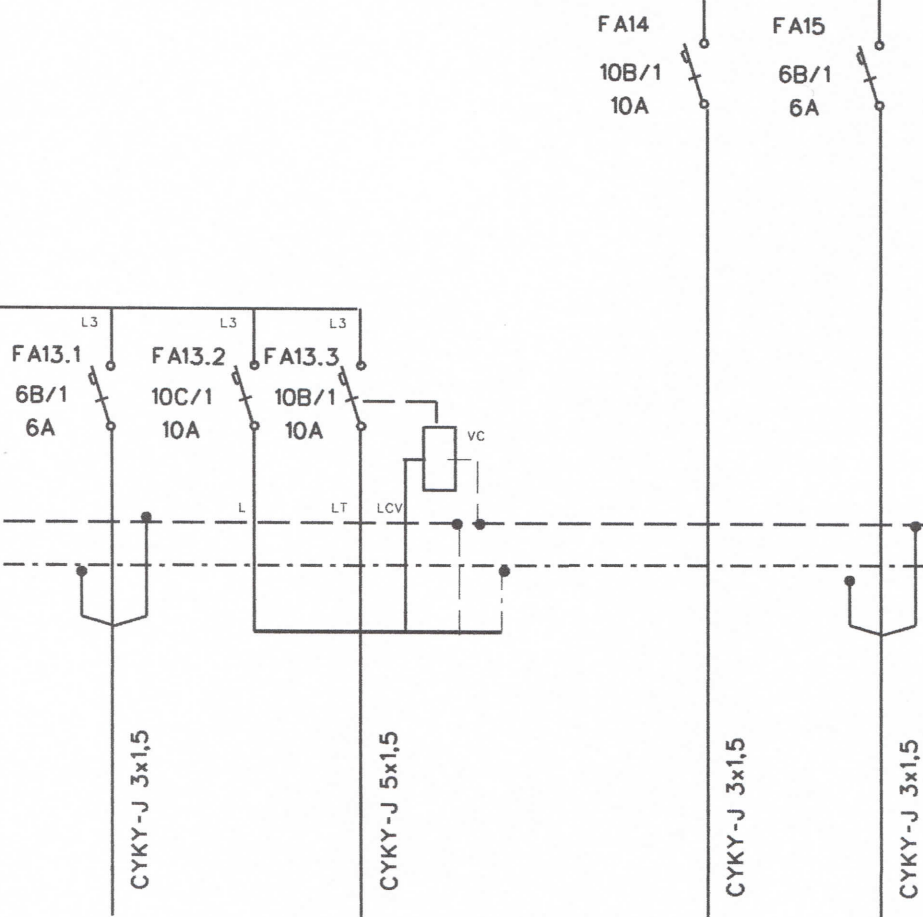 FA14
10B/1
10A
FA15
6B/1
6A
L3
L3
L3
FA13.1
6B/1
6A
FA13.2
10C/1
10A
FA13.3
10B/1
10A
VC
L
LT
LCV
CYKY-J 3x1,5
CYKY-J 5x1,5
CYKY-J 3x1,5
CYKY-J 3x1,5